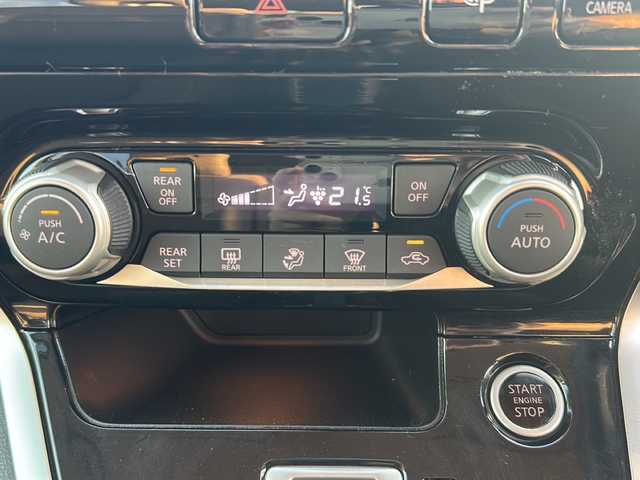 CAMERA
REAR
ON
OFF
21.5°C
ON
OFF
PUSH
A/C
PUSH
AUTO
REAR
SET
REAR
FRONT
START
ENGINE
STOP